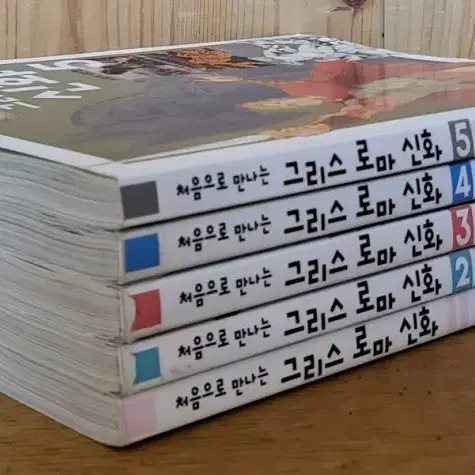 처음으로 만나는 그리스 로마 신화 5
처음으로 만나는 그리스 로마 신화 4
처음으로 만나는 그리스 로마 신화 3
처음으로 만나는 그리스 로마 신화 2
처음으로 만나는 그리스 로마 신화